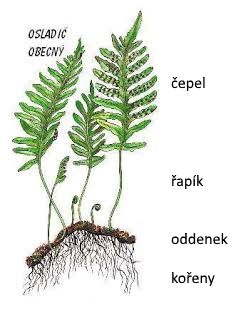 OSLADIČ
OBECNÝ
čepel
řapík
oddenek
kořeny